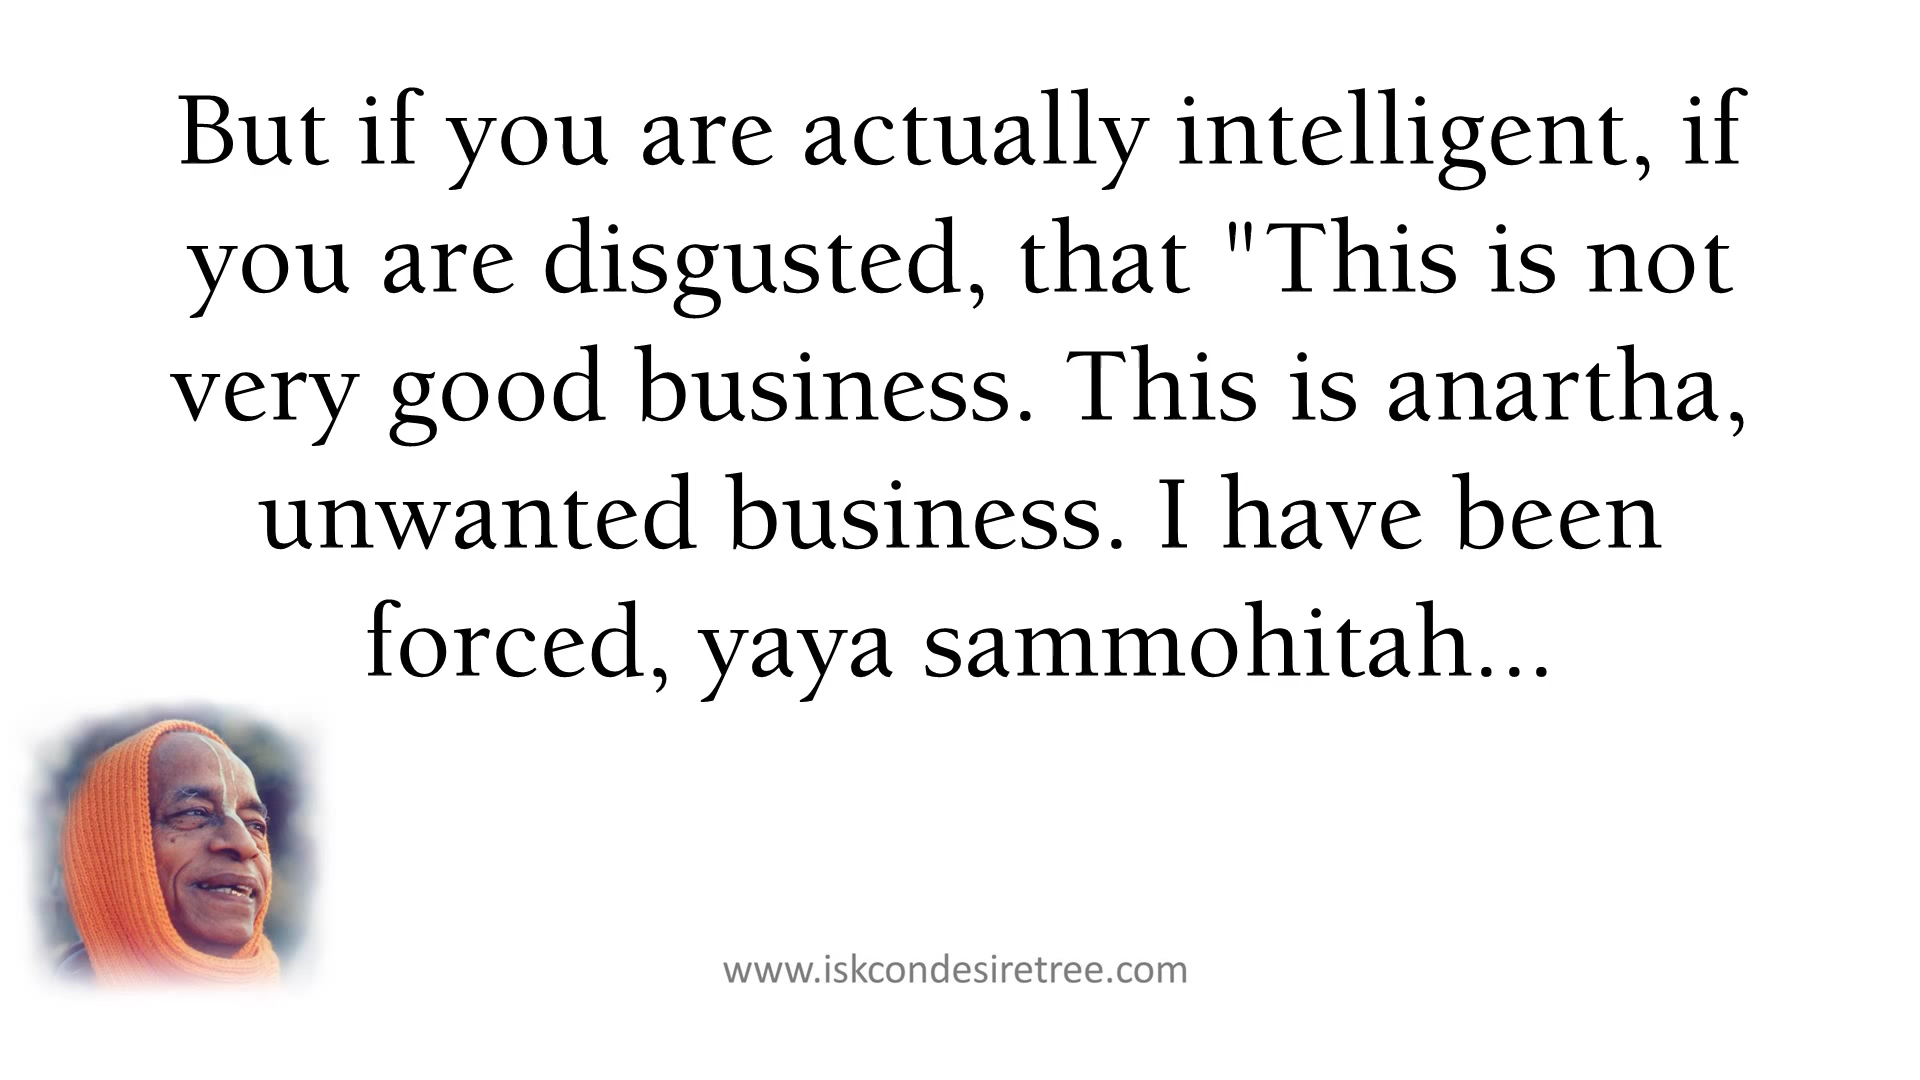 But if you are actually intelligent, if
you are disgusted, that "This is not
very good business. This is anartha,
unwanted business. I have been
forced, yaya sammohitah...
www.iskcondesiretree.com